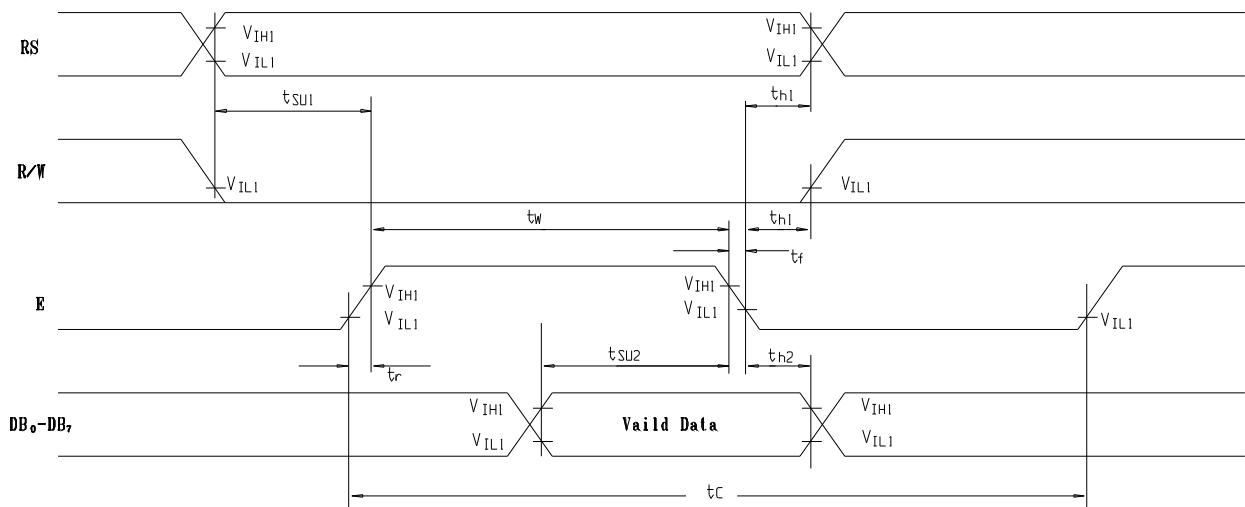 RS
VIH1
VIL1
VIH1
VIL1
tSU1
th1
R/W
VIL1
VIL1
tW
th1
tf
E
VIH1
VIL1
VIH1
VIL1
VIL1
tr
tSU2
th2
DB0-DB7
VIH1
VIL1
Vaild Data
VIH1
VIL1
tC